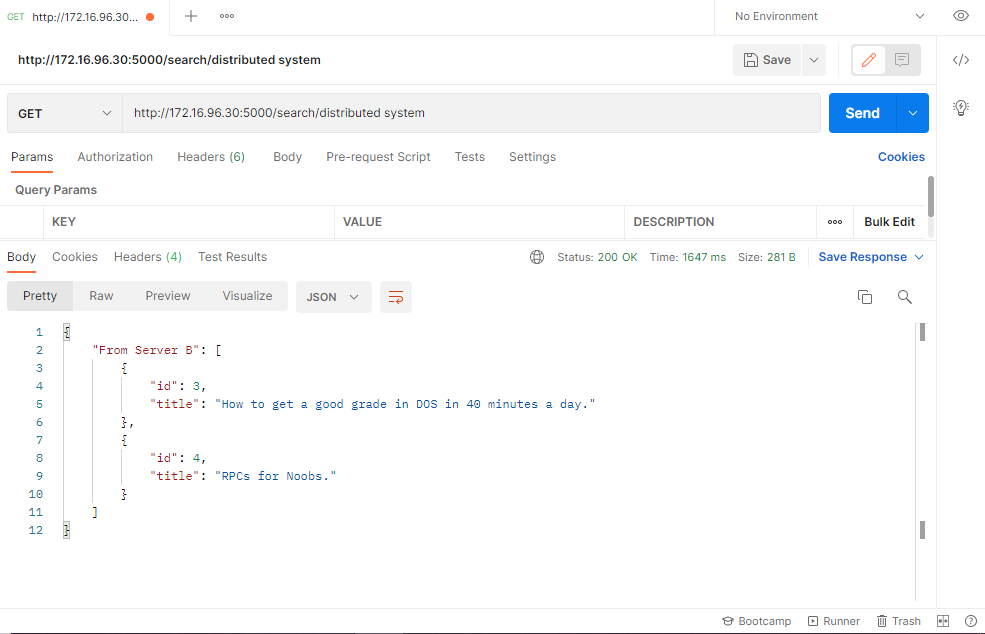 GET http://172.16.96.30... No Environment
http://172.16.96.30:5000/search/distributed system Save
GET http://172.16.96.30:5000/search/distributed system Send
Params Authorization Headers (6) Body Pre-request Script Tests Settings Cookies
Query Params
KEY VALUE DESCRIPTION Bulk Edit
Body Cookies Headers (4) Test Results Status: 200 OK Time: 1647 ms Size: 281 B Save Response
Pretty Raw Preview Visualize JSON
1 {
2 "From Server B": [
3 {
4 "id": 3,
5 "title": "How to get a good grade in DOS in 40 minutes a day."
6 },
7 {
8 "id": 4,
9 "title": "RPCs for Noobs."
10 }
11 ]
12 }
Bootcamp Runner Trash